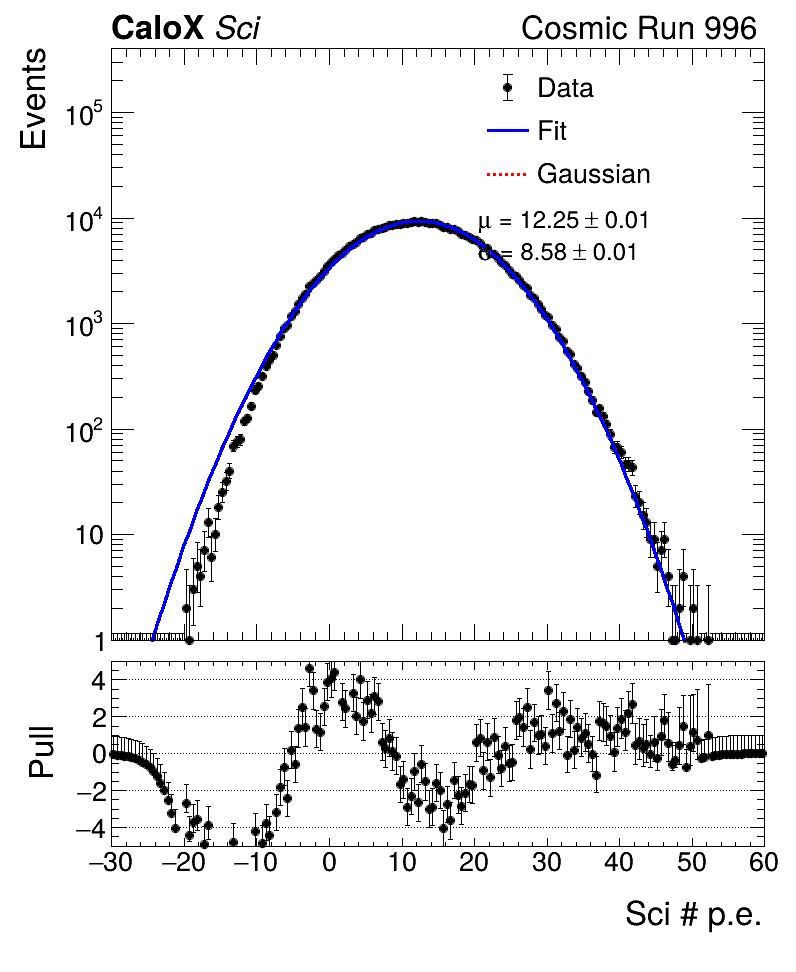 CaloX Sci
Cosmic Run 996
Events
Data
Fit
Gaussian
μ = 12.25 ± 0.01
σ = 8.58 ± 0.01
10⁵
10⁴
10³
10²
10
1
Pull
4
2
0
−2
−4
−30 −20 −10 0 10 20 30 40 50 60
Sci # p.e.